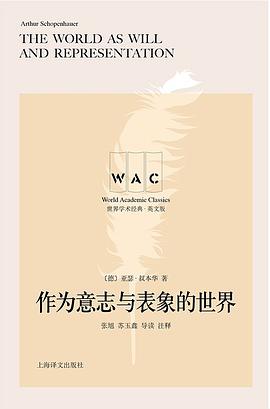 Arthur Schopenhauer
THE WORLD AS WILL
AND REPRESENTATION
W A C
World Academic Classics
世界学术经典·英文版
〔德〕亚瑟·叔本华 著
作为意志与表象的世界
张旭 苏玉鑫 导读 注释
上海译文出版社